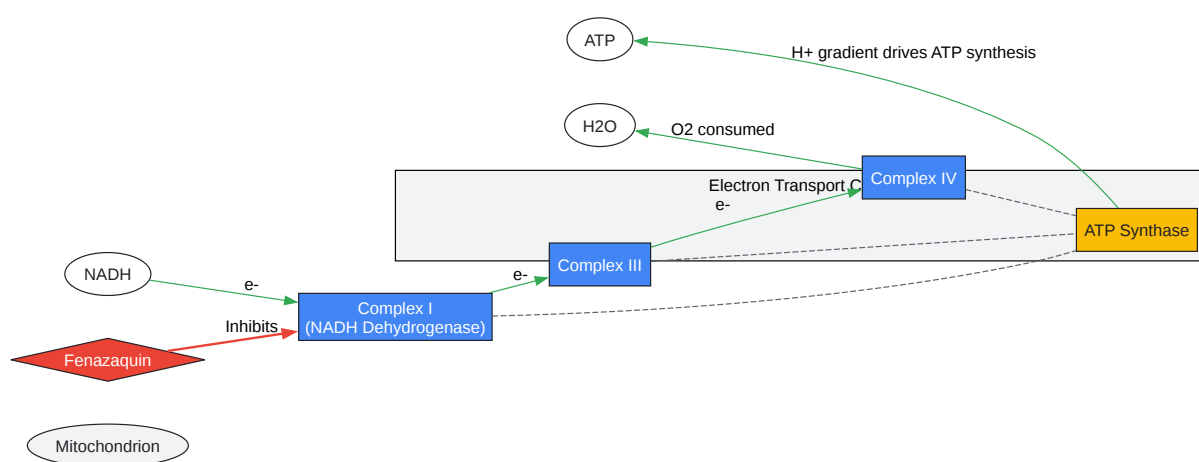 ATP
H+ gradient drives ATP synthesis
H2O
O2 consumed
Complex IV
Electron Transport C
e-
ATP Synthase
Complex III
NADH
e-
e-
Complex I
(NADH Dehydrogenase)
Inhibits
Fenazaquin
Mitochondrion